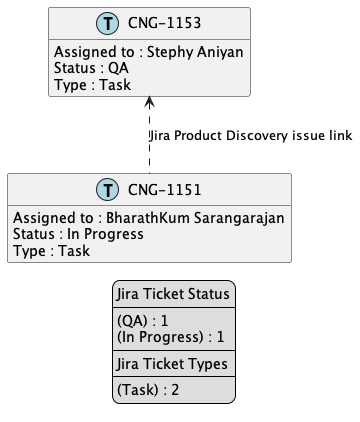 T CNG-1153
Assigned to : Stephy Aniyan
Status : QA
Type : Task
Jira Product Discovery issue link
T CNG-1151
Assigned to : BharathKum Sarangarajan
Status : In Progress
Type : Task
Jira Ticket Status
(QA) : 1
(In Progress) : 1
Jira Ticket Types
(Task) : 2